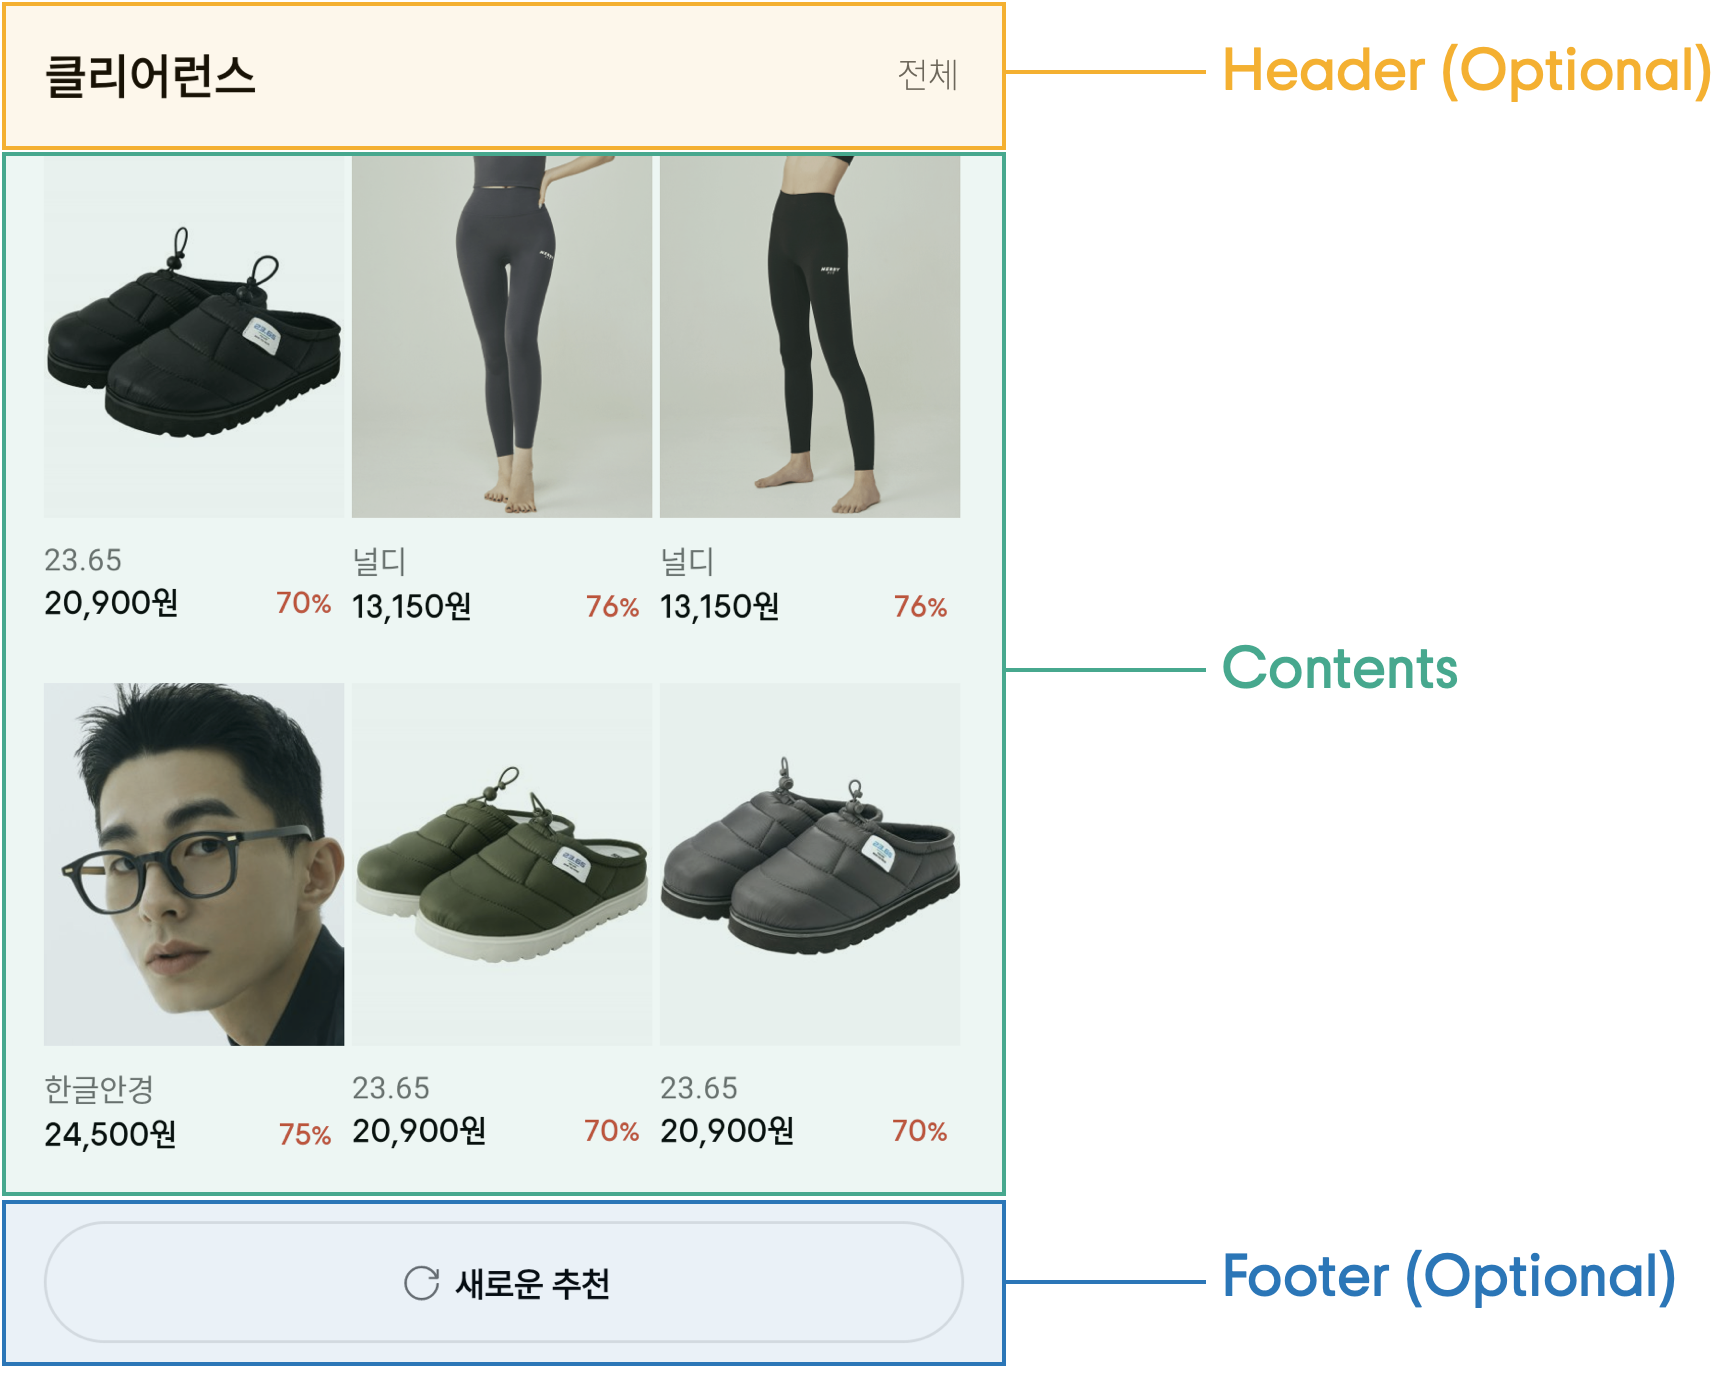 클리어런스
전체
Header (Optional)
23.65
20,900원 70%
널디
13,150원 76%
널디
13,150원 76%
Contents
한글안경
24,500원 75%
23.65
20,900원 70%
23.65
20,900원 70%
새로운 추천
Footer (Optional)